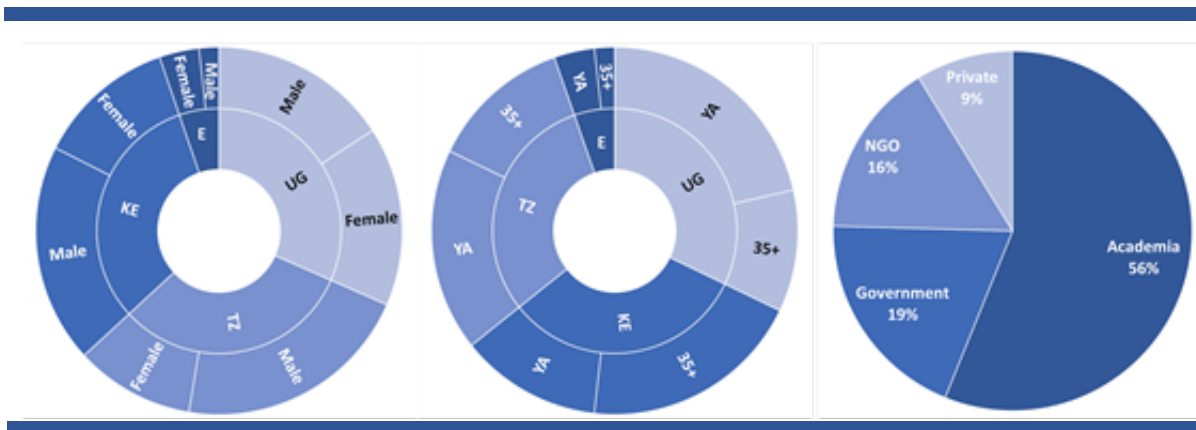 Female
Male
Male
UG
Female
Male
TZ
Female
Male
KE
Female
E
YA
35+
YA
UG
35+
35+
KE
YA
YA
TZ
35+
E
Private
9%
NGO
16%
Academia
56%
Government
19%